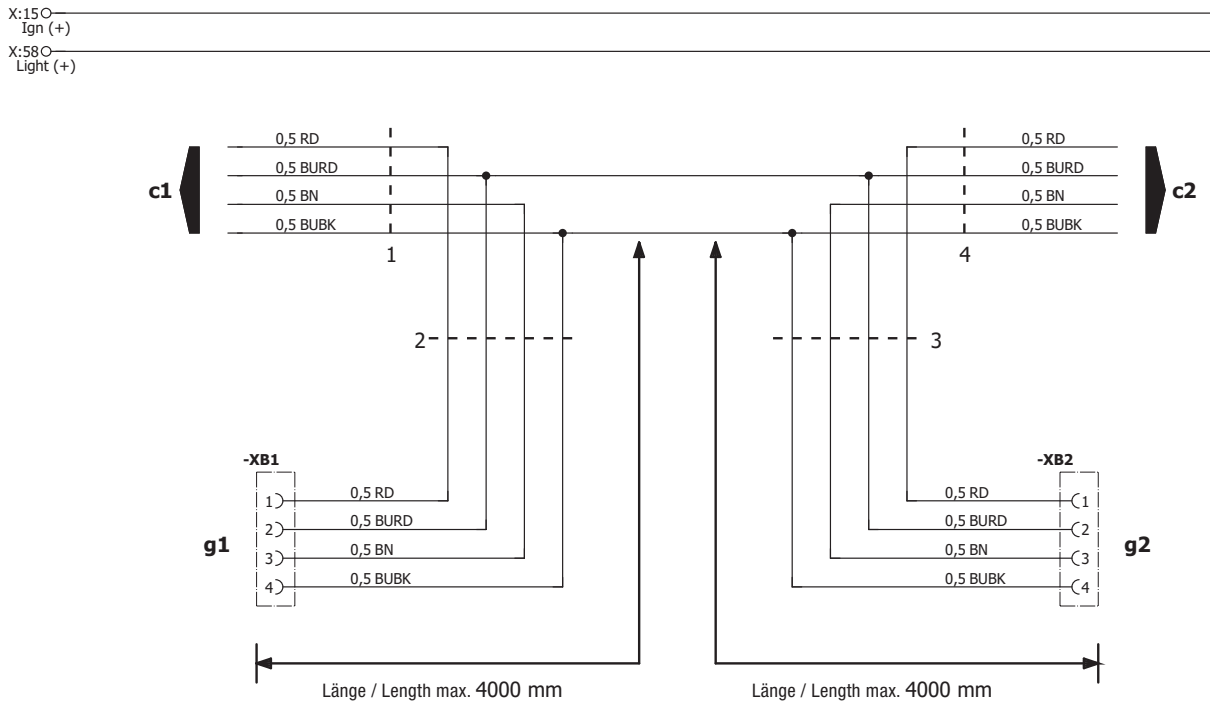 X:15
Ign (+)
X:58
Light (+)
0,5 RD
0,5 RD
0,5 BURD
0,5 BURD
c1
c2
0,5 BN
0,5 BN
0,5 BUBK
0,5 BUBK
1
4
2
3
-XB1
-XB2
1
0,5 RD
0,5 RD
1
2
0,5 BURD
0,5 BURD
2
g1
g2
3
0,5 BN
0,5 BN
3
4
0,5 BUBK
0,5 BUBK
4
Länge / Length max. 4000 mm
Länge / Length max. 4000 mm